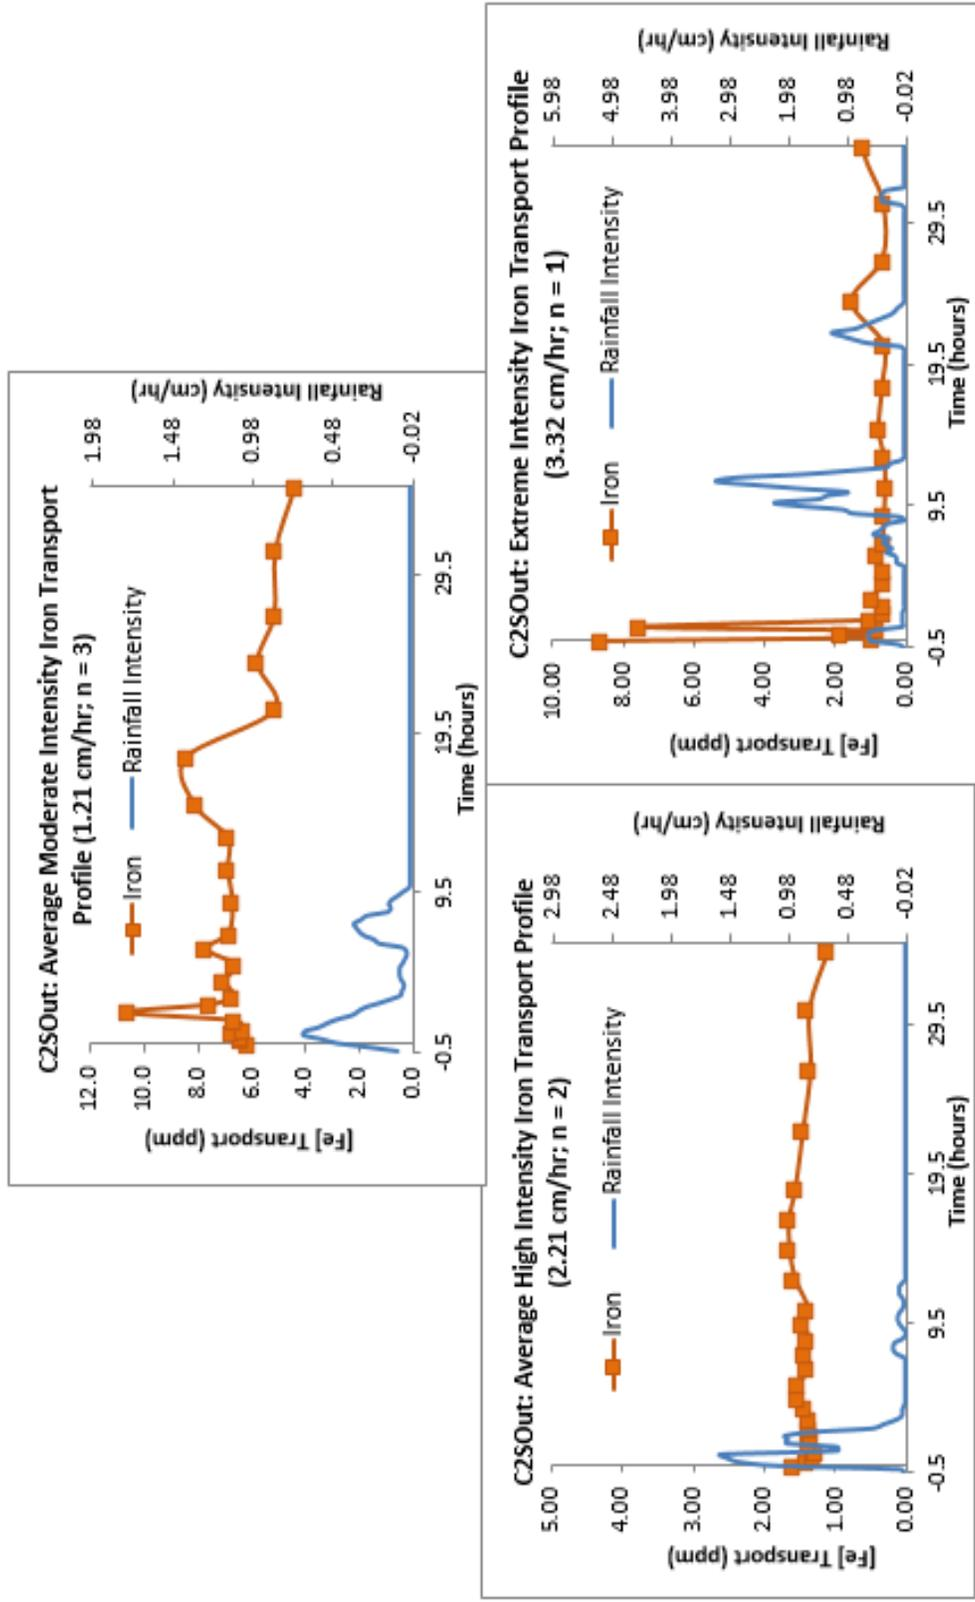 C2SOut: Average Moderate Intensity Iron Transport
Profile (1.21 cm/hr; n = 3)
Iron
Rainfall Intensity
12.0
10.0
8.0
6.0
4.0
2.0
0.0
[Fe] Transport (ppm)
1.98
1.48
0.98
0.48
-0.02
Rainfall Intensity (cm/hr)
-0.5
9.5
19.5
29.5
Time (hours)
C2SOut: Average High Intensity Iron Transport Profile
(2.21 cm/hr; n = 2)
Iron
Rainfall Intensity
5.00
4.00
3.00
2.00
1.00
0.00
[Fe] Transport (ppm)
2.98
2.48
1.98
1.48
0.98
0.48
-0.02
Rainfall Intensity (cm/hr)
-0.5
9.5
19.5
29.5
Time (hours)
C2SOut: Extreme Intensity Iron Transport Profile
(3.32 cm/hr; n = 1)
Iron
Rainfall Intensity
10.00
8.00
6.00
4.00
2.00
0.00
[Fe] Transport (ppm)
5.98
4.98
3.98
2.98
1.98
0.98
-0.02
Rainfall Intensity (cm/hr)
-0.5
9.5
19.5
29.5
Time (hours)